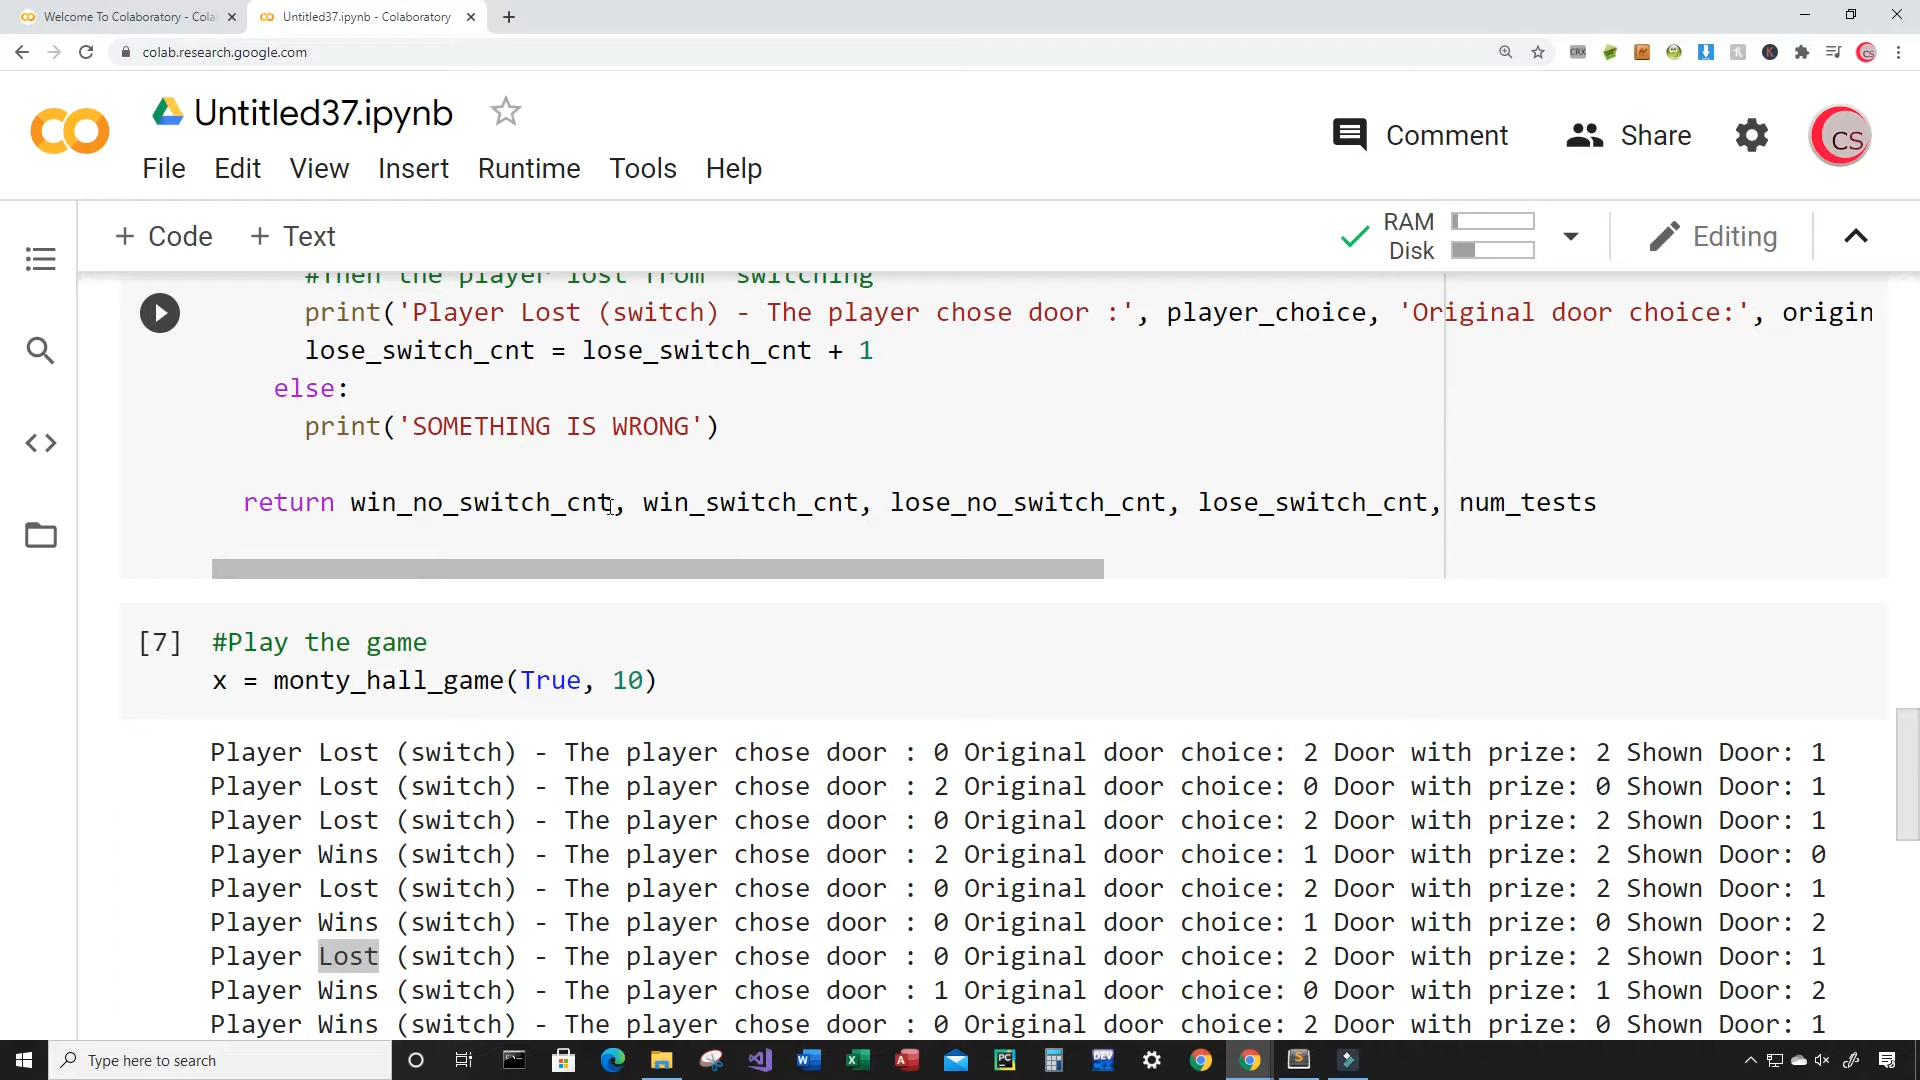 Welcome To Colaboratory - Cola
Untitled37.ipynb - Colaboratory
colab.research.google.com
Untitled37.ipynb
Comment
Share
CS
File Edit View Insert Runtime Tools Help
+ Code + Text
RAM
Disk
Editing
#Then the player lost from switching
print('Player Lost (switch) - The player chose door :', player_choice, 'Original door choice:', origin
lose_switch_cnt = lose_switch_cnt + 1
else:
print('SOMETHING IS WRONG')
return win_no_switch_cnt, win_switch_cnt, lose_no_switch_cnt, lose_switch_cnt, num_tests
[7] #Play the game
x = monty_hall_game(True, 10)
Player Lost (switch) - The player chose door : 0 Original door choice: 2 Door with prize: 2 Shown Door: 1
Player Lost (switch) - The player chose door : 2 Original door choice: 0 Door with prize: 0 Shown Door: 1
Player Lost (switch) - The player chose door : 0 Original door choice: 2 Door with prize: 2 Shown Door: 1
Player Wins (switch) - The player chose door : 2 Original door choice: 1 Door with prize: 2 Shown Door: 0
Player Lost (switch) - The player chose door : 0 Original door choice: 2 Door with prize: 2 Shown Door: 1
Player Wins (switch) - The player chose door : 0 Original door choice: 1 Door with prize: 0 Shown Door: 2
Player Lost (switch) - The player chose door : 0 Original door choice: 2 Door with prize: 2 Shown Door: 1
Player Wins (switch) - The player chose door : 1 Original door choice: 0 Door with prize: 1 Shown Door: 2
Player Wins (switch) - The player chose door : 0 Original door choice: 2 Door with prize: 0 Shown Door: 1
Type here to search